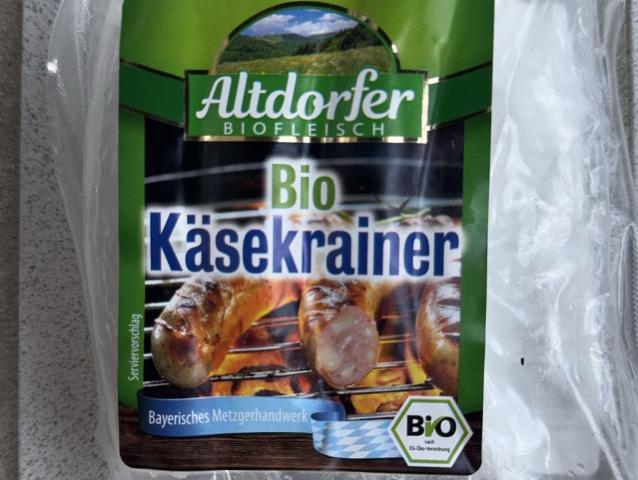 Altdorfer
BIOFLEISCH
Bio
Käsekrainer
Serviervorschlag
Bayerisches Metzgerhandwerk
Bio
nach
EG-Öko-Verordnung